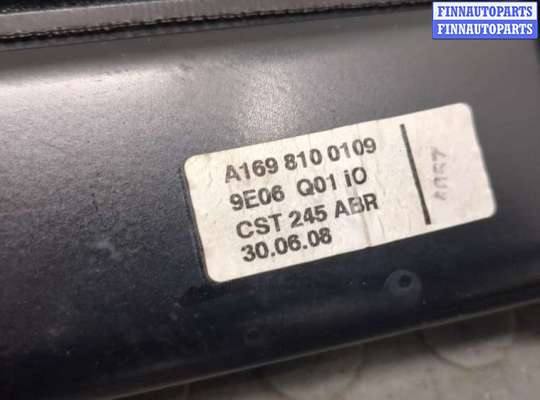 FINNAUTOPARTS
FINNAUTOPARTS
A169 810 0109
9E06 Q01 iO
CST 245 ABR
30.06.08